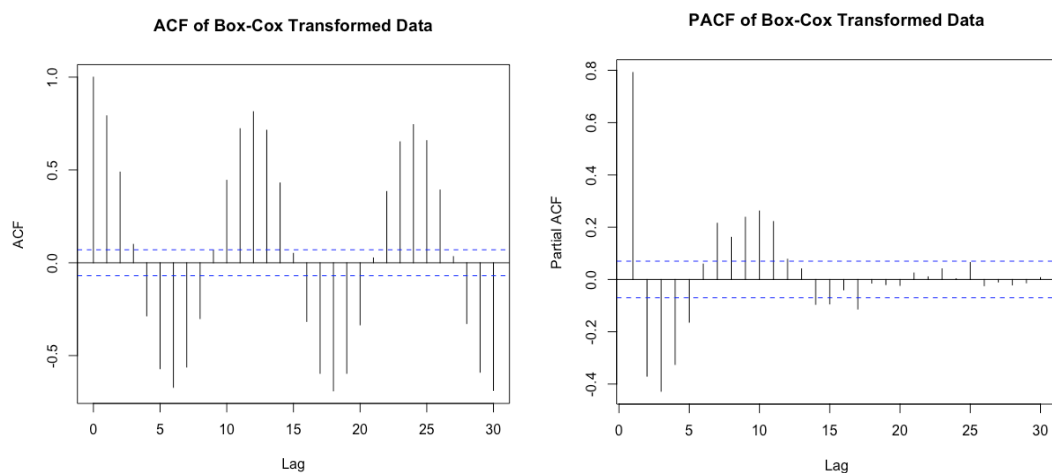 ACF of Box-Cox Transformed Data
ACF
1.0
0.5
0.0
-0.5
0 5 10 15 20 25 30
Lag
PACF of Box-Cox Transformed Data
Partial ACF
0.8
0.6
0.4
0.2
0.0
-0.2
-0.4
0 5 10 15 20 25 30
Lag